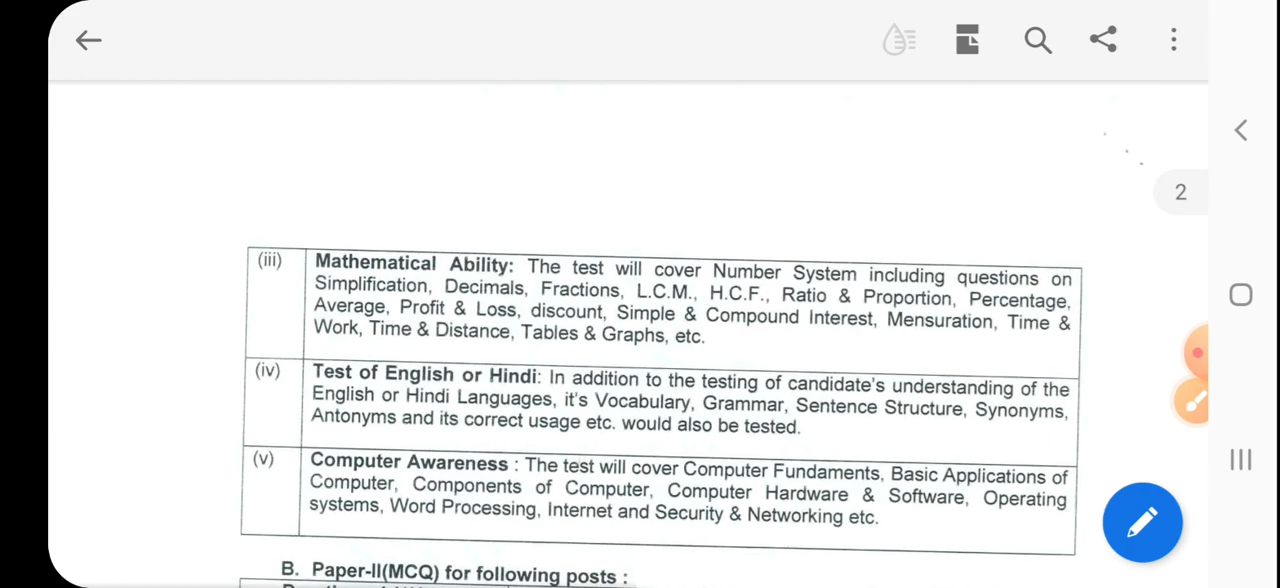 2
(iii) Mathematical Ability: The test will cover Number System including questions on
Simplification, Decimals, Fractions, L.C.M., H.C.F., Ratio & Proportion, Percentage,
Average, Profit & Loss, discount, Simple & Compound Interest, Mensuration, Time &
Work, Time & Distance, Tables & Graphs, etc.
(iv) Test of English or Hindi: In addition to the testing of candidate's understanding of the
English or Hindi Languages, it's Vocabulary, Grammar, Sentence Structure, Synonyms,
Antonyms and its correct usage etc. would also be tested.
(v) Computer Awareness : The test will cover Computer Fundaments, Basic Applications of
Computer, Components of Computer, Computer Hardware & Software, Operating
systems, Word Processing, Internet and Security & Networking etc.
B. Paper-II(MCQ) for following posts :